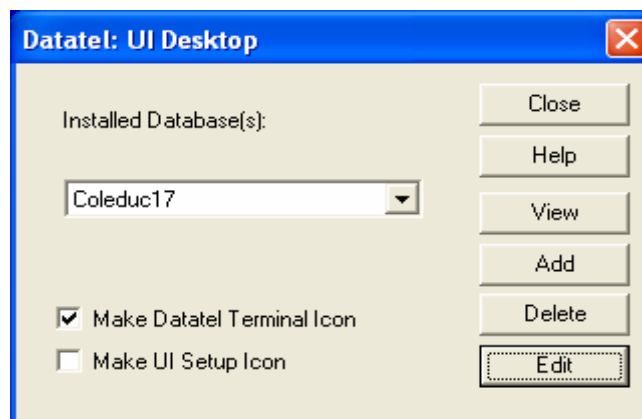 Datatel: UI Desktop
Installed Database(s):
Coleduc17
Make Datatel Terminal Icon
Make UI Setup Icon
Close
Help
View
Add
Delete
Edit